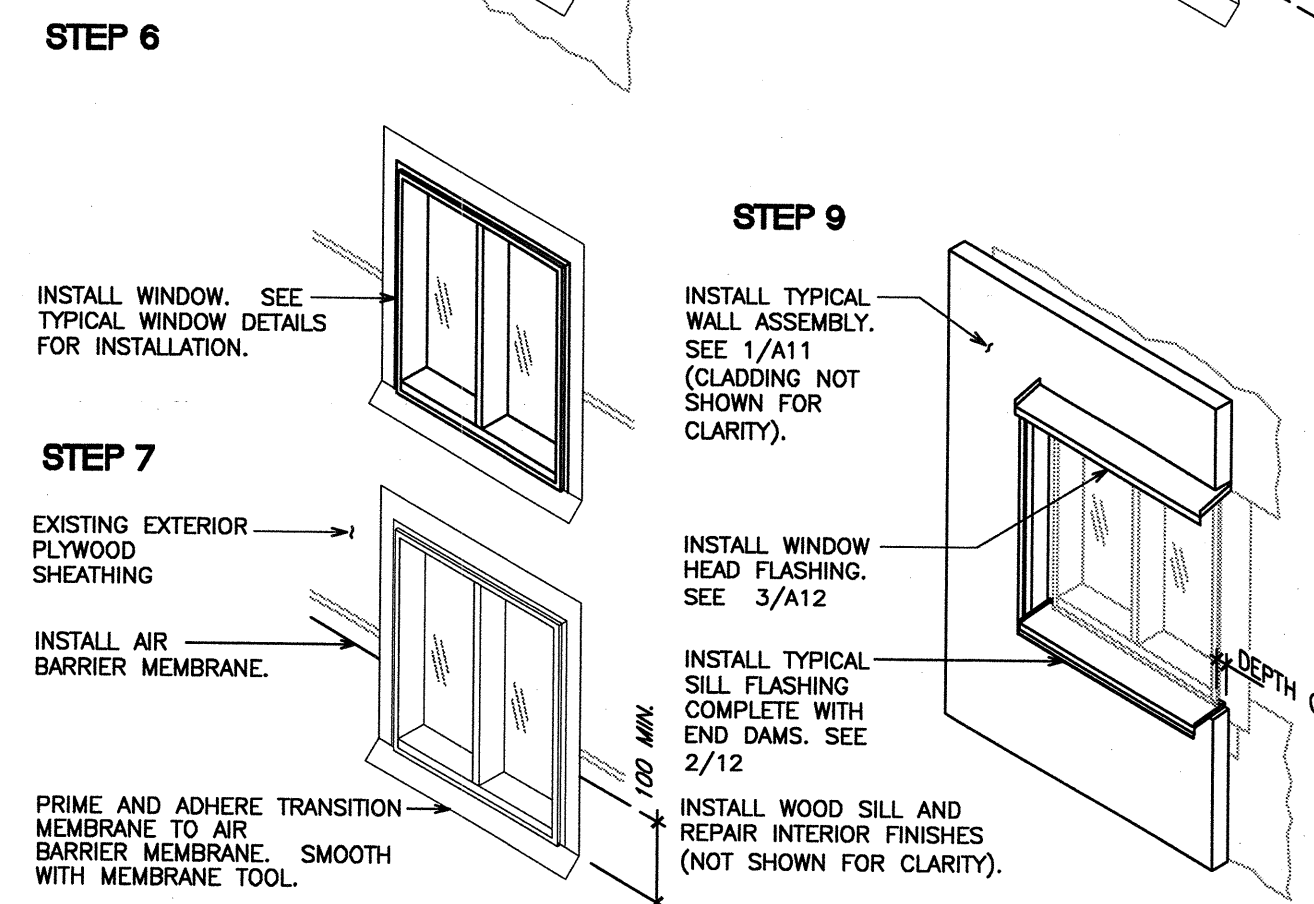 STEP 6
INSTALL WINDOW. SEE
TYPICAL WINDOW DETAILS
FOR INSTALLATION.
STEP 7
EXISTING EXTERIOR
PLYWOOD
SHEATHING
INSTALL AIR
BARRIER MEMBRANE.
PRIME AND ADHERE TRANSITION
MEMBRANE TO AIR
BARRIER MEMBRANE. SMOOTH
WITH MEMBRANE TOOL.
100 MIN.
STEP 9
INSTALL TYPICAL
WALL ASSEMBLY.
SEE 1/A11
(CLADDING NOT
SHOWN FOR
CLARITY).
INSTALL WINDOW
HEAD FLASHING.
SEE 3/A12
INSTALL TYPICAL
SILL FLASHING
COMPLETE WITH
END DAMS. SEE
2/12
DEPTH
INSTALL WOOD SILL AND
REPAIR INTERIOR FINISHES
(NOT SHOWN FOR CLARITY).